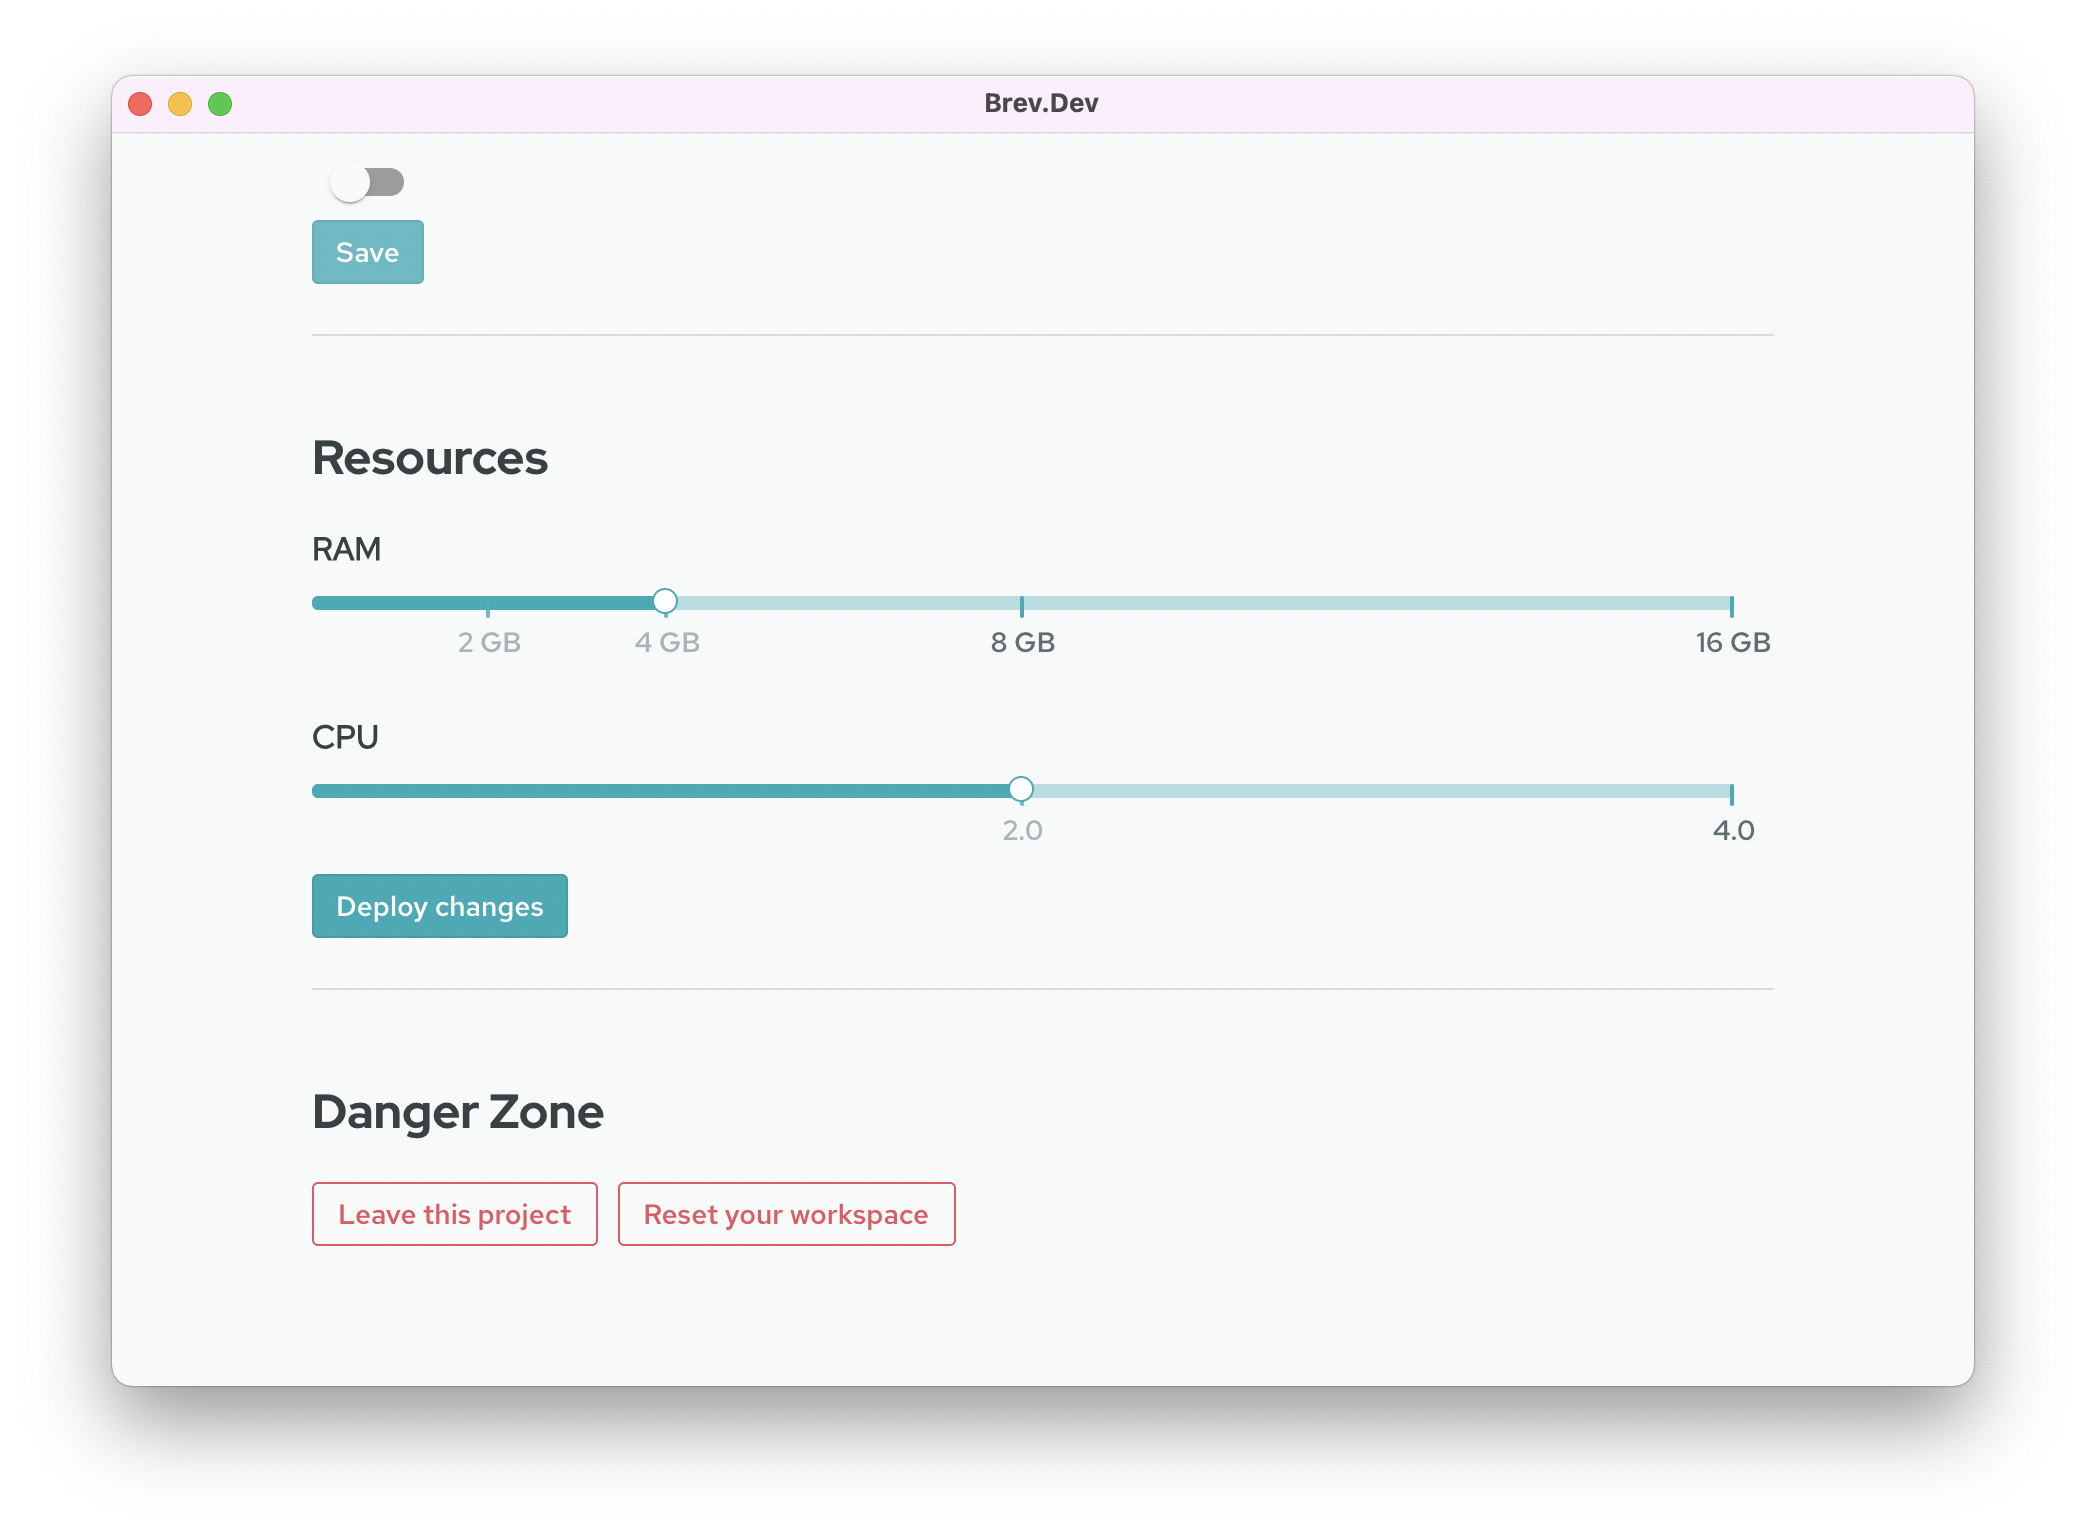 Brev.Dev
Save
Resources
RAM
2 GB 4 GB 8 GB 16 GB
CPU
2.0 4.0
Deploy changes
Danger Zone
Leave this project Reset your workspace